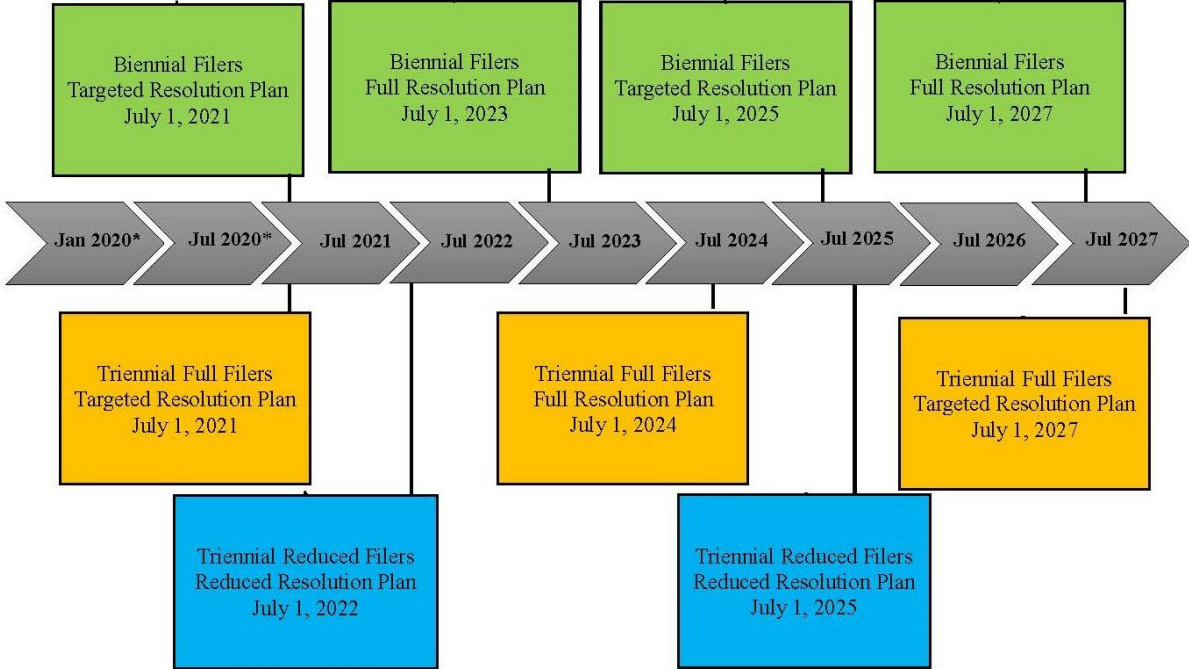 Biennial Filers
Targeted Resolution Plan
July 1, 2021
Biennial Filers
Full Resolution Plan
July 1, 2023
Biennial Filers
Targeted Resolution Plan
July 1, 2025
Biennial Filers
Full Resolution Plan
July 1, 2027
Jan 2020*
Jul 2020*
Jul 2021
Jul 2022
Jul 2023
Jul 2024
Jul 2025
Jul 2026
Jul 2027
Triennial Full Filers
Targeted Resolution Plan
July 1, 2021
Triennial Full Filers
Full Resolution Plan
July 1, 2024
Triennial Full Filers
Targeted Resolution Plan
July 1, 2027
Triennial Reduced Filers
Reduced Resolution Plan
July 1, 2022
Triennial Reduced Filers
Reduced Resolution Plan
July 1, 2025